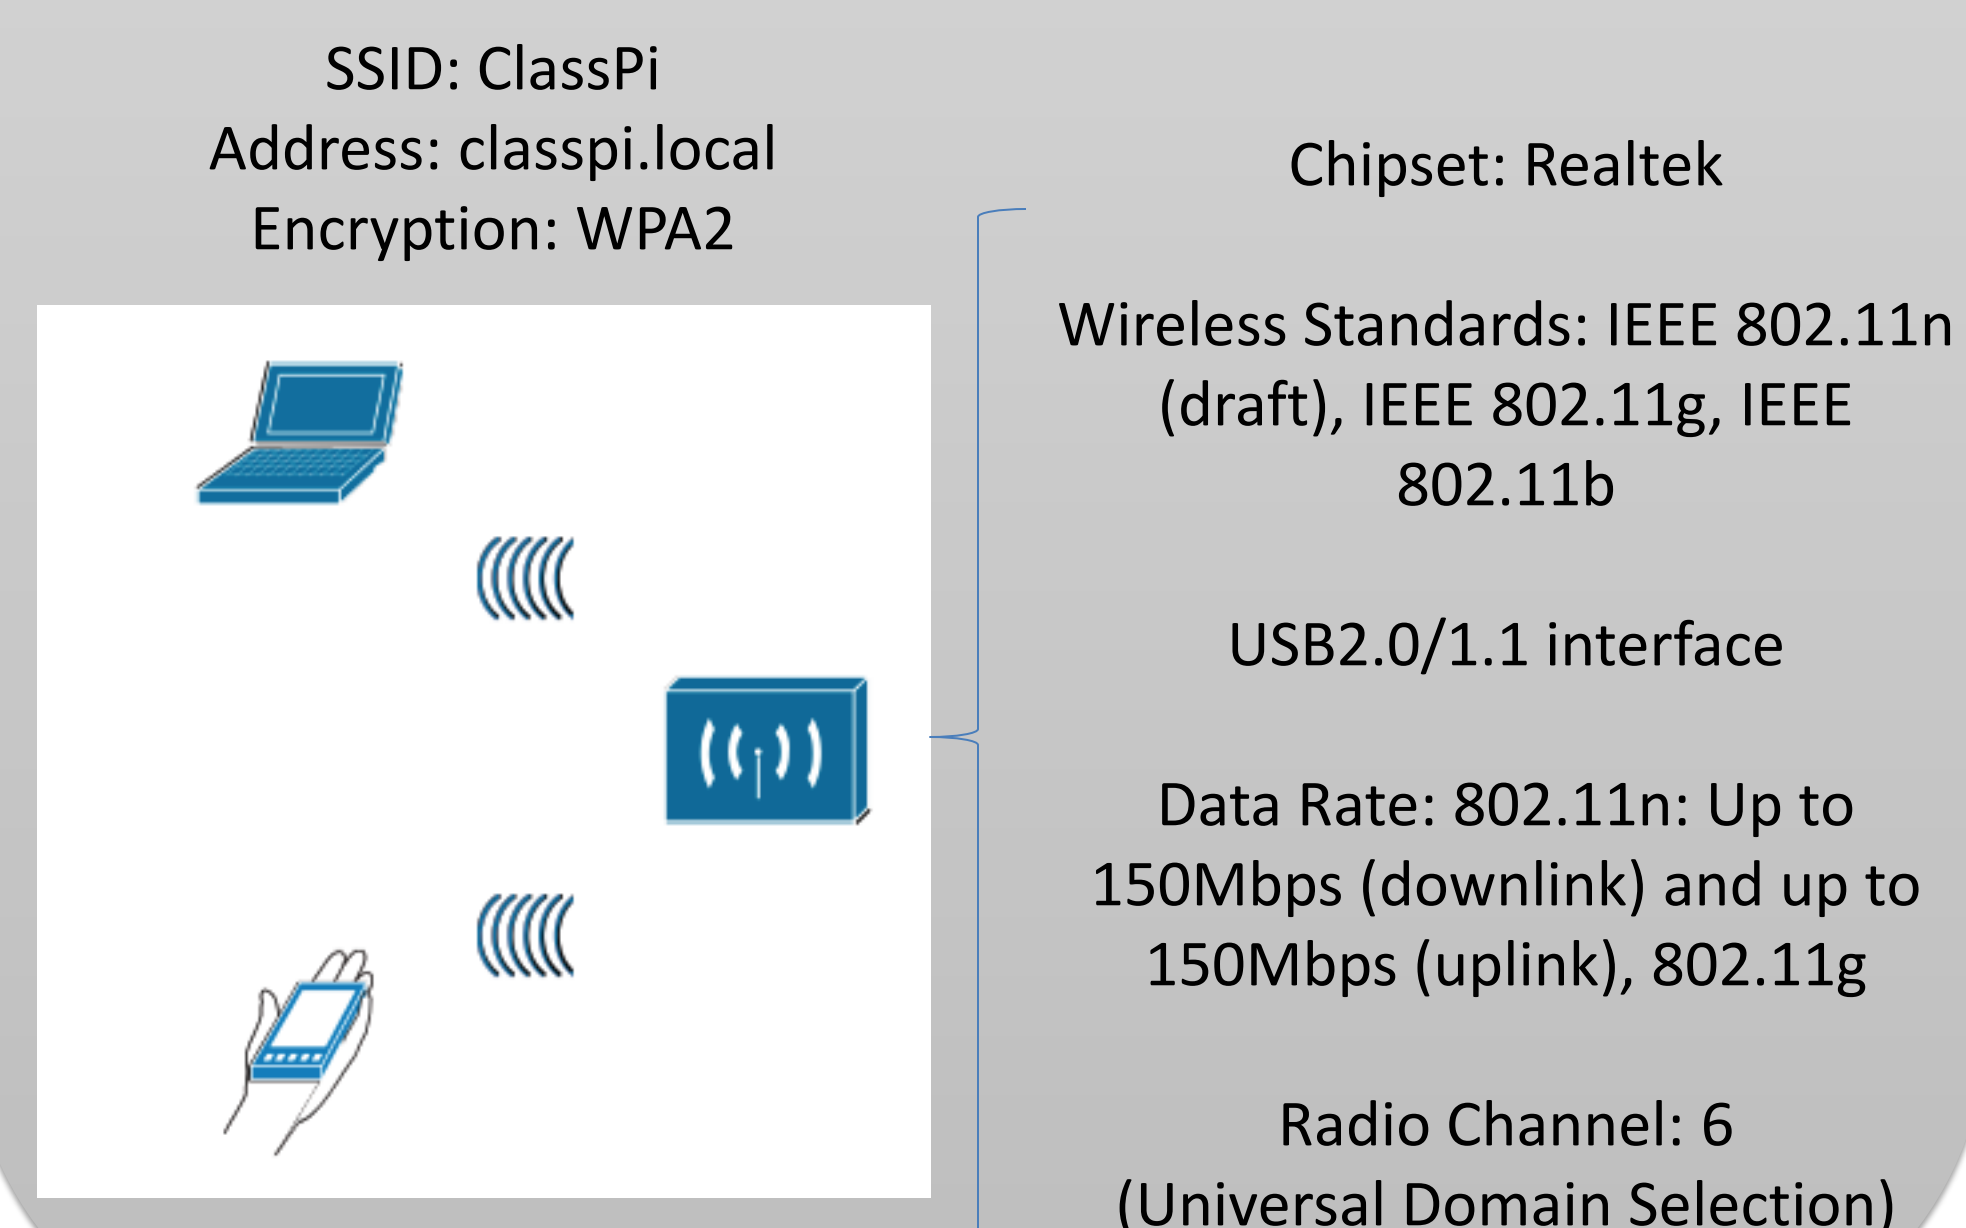 SSID: ClassPi
Address: classpi.local
Encryption: WPA2
Chipset: Realtek
Wireless Standards: IEEE 802.11n
(draft), IEEE 802.11g, IEEE
802.11b
USB2.0/1.1 interface
Data Rate: 802.11n: Up to
150Mbps (downlink) and up to
150Mbps (uplink), 802.11g
Radio Channel: 6
(Universal Domain Selection)